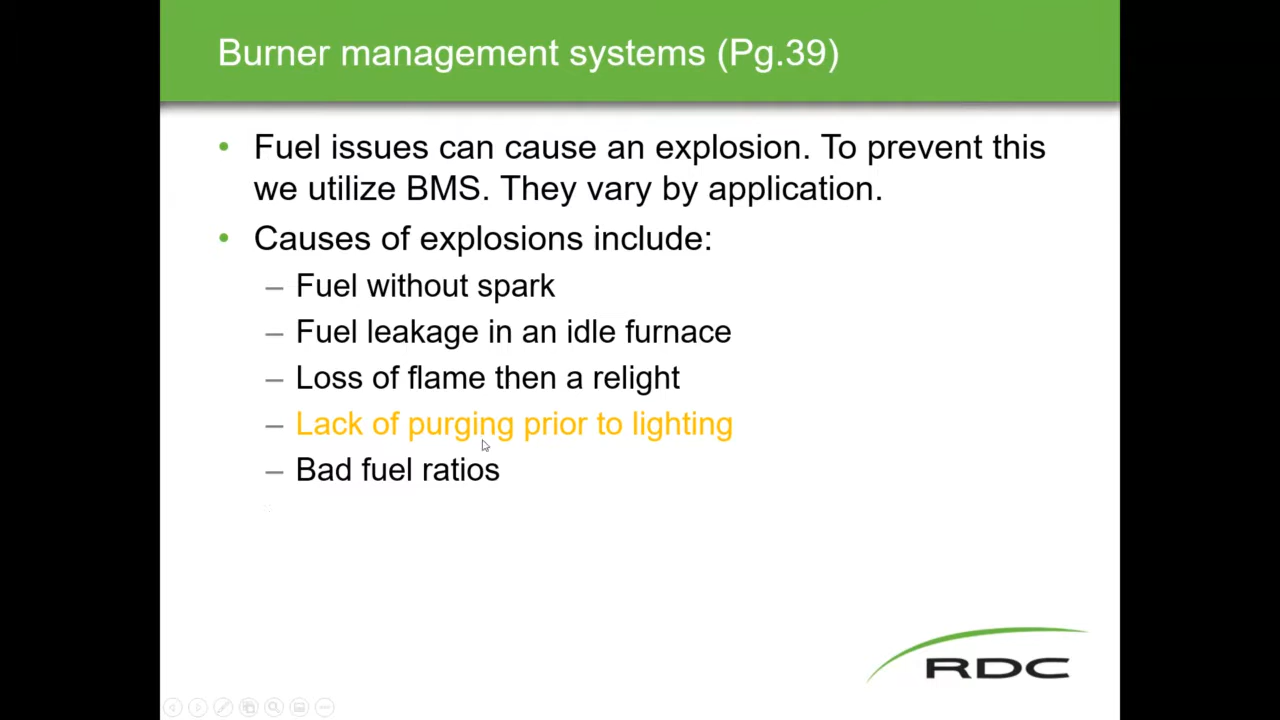 Burner management systems (Pg.39)
• Fuel issues can cause an explosion. To prevent this
we utilize BMS. They vary by application.
• Causes of explosions include:
– Fuel without spark
– Fuel leakage in an idle furnace
– Loss of flame then a relight
– Lack of purging prior to lighting
– Bad fuel ratios
RDC